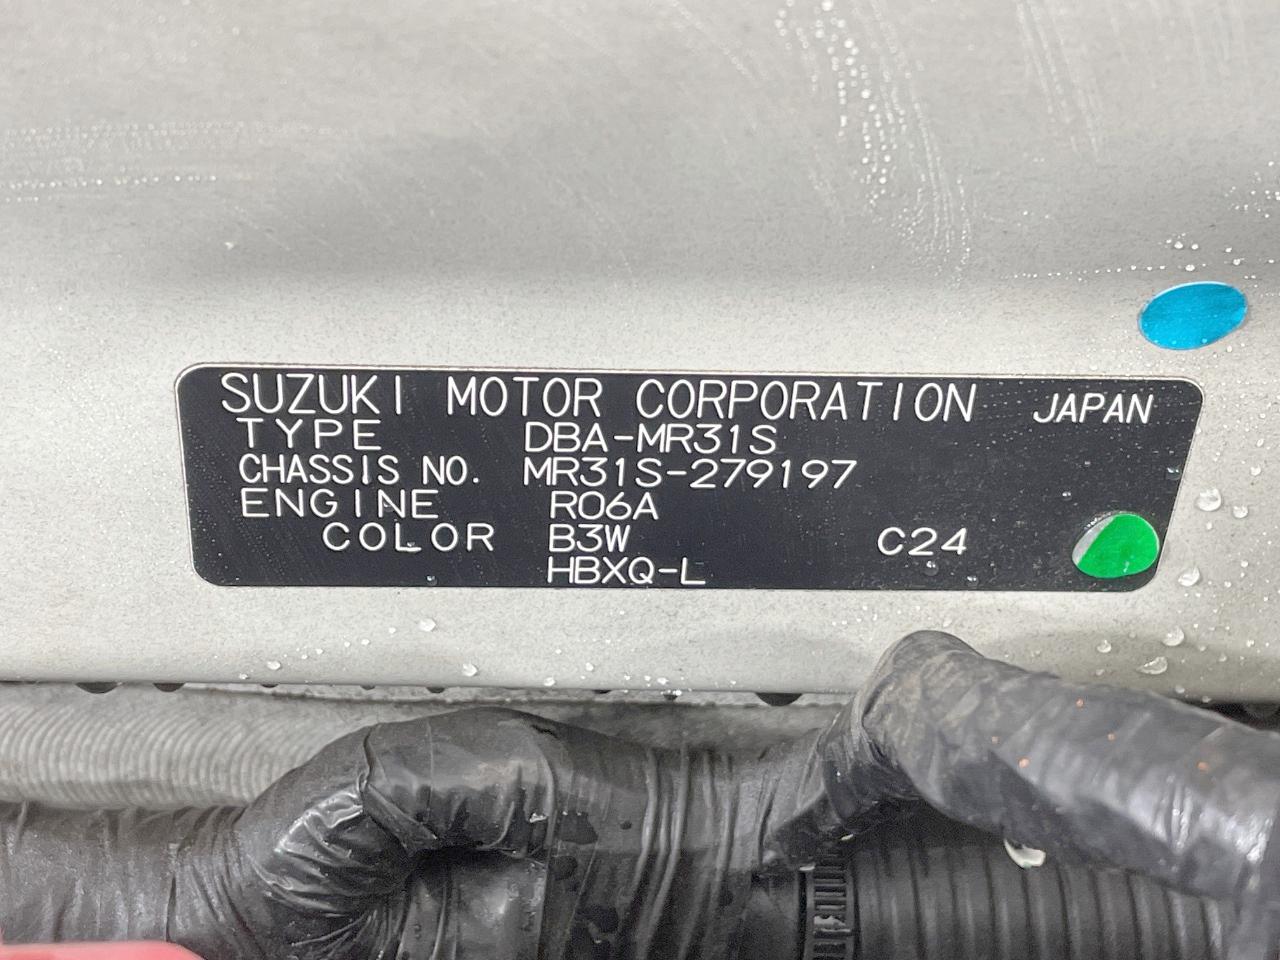 SUZUKI MOTOR CORPORATION JAPAN
TYPE DBA-MR31S
CHASSIS NO. MR31S-279197
ENGINE R06A
COLOR B3W C24
HBXQ-L